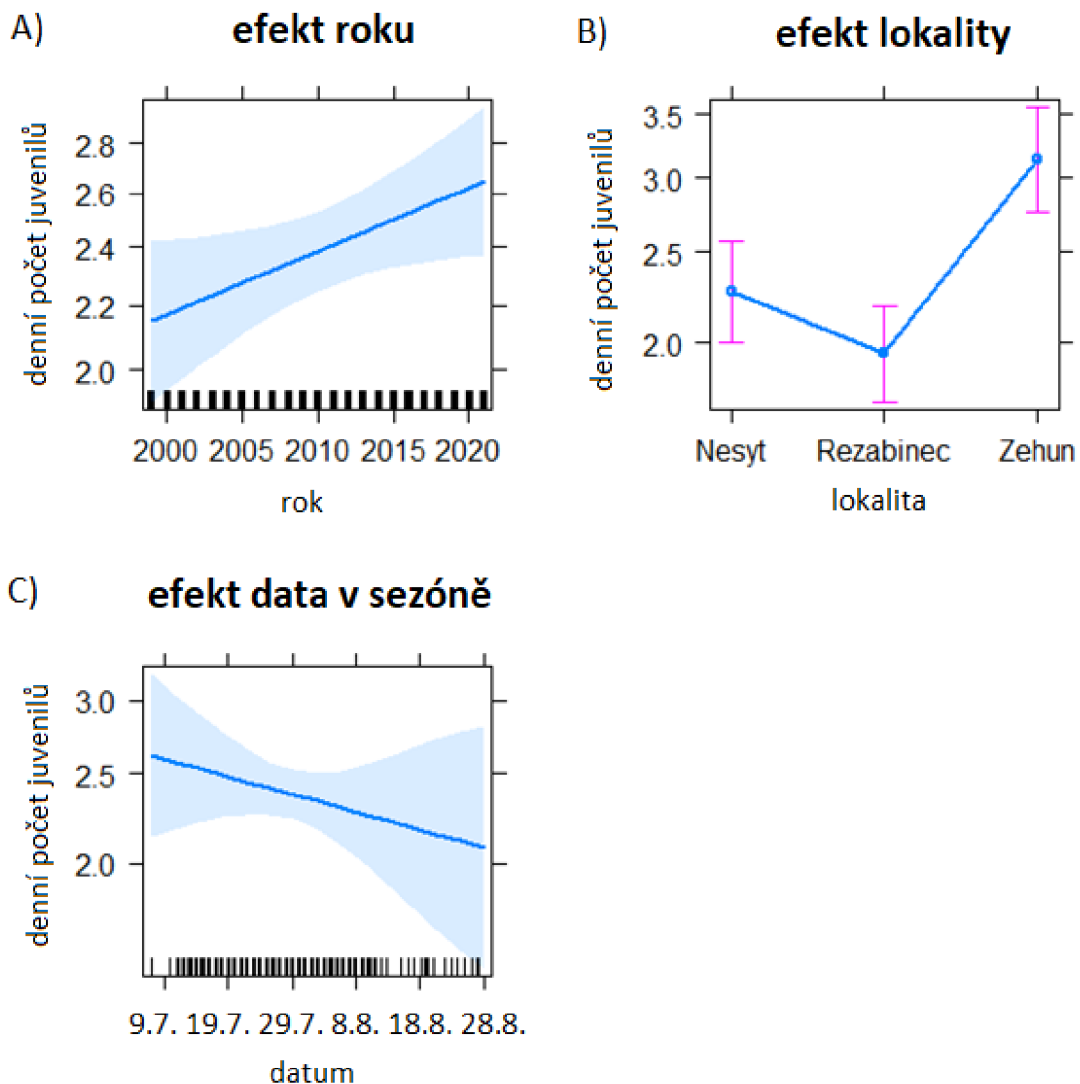 A)
efekt roku
denní počet juvenilů
2.8
2.6
2.4
2.2
2.0
2000 2005 2010 2015 2020
rok
B)
efekt lokality
denní počet juvenilů
3.5
3.0
2.5
2.0
Nesyt Rezabinec Zehun
lokalita
C)
efekt data v sezóně
denní počet juvenilů
3.0
2.5
2.0
9.7. 19.7. 29.7. 8.8. 18.8. 28.8.
datum